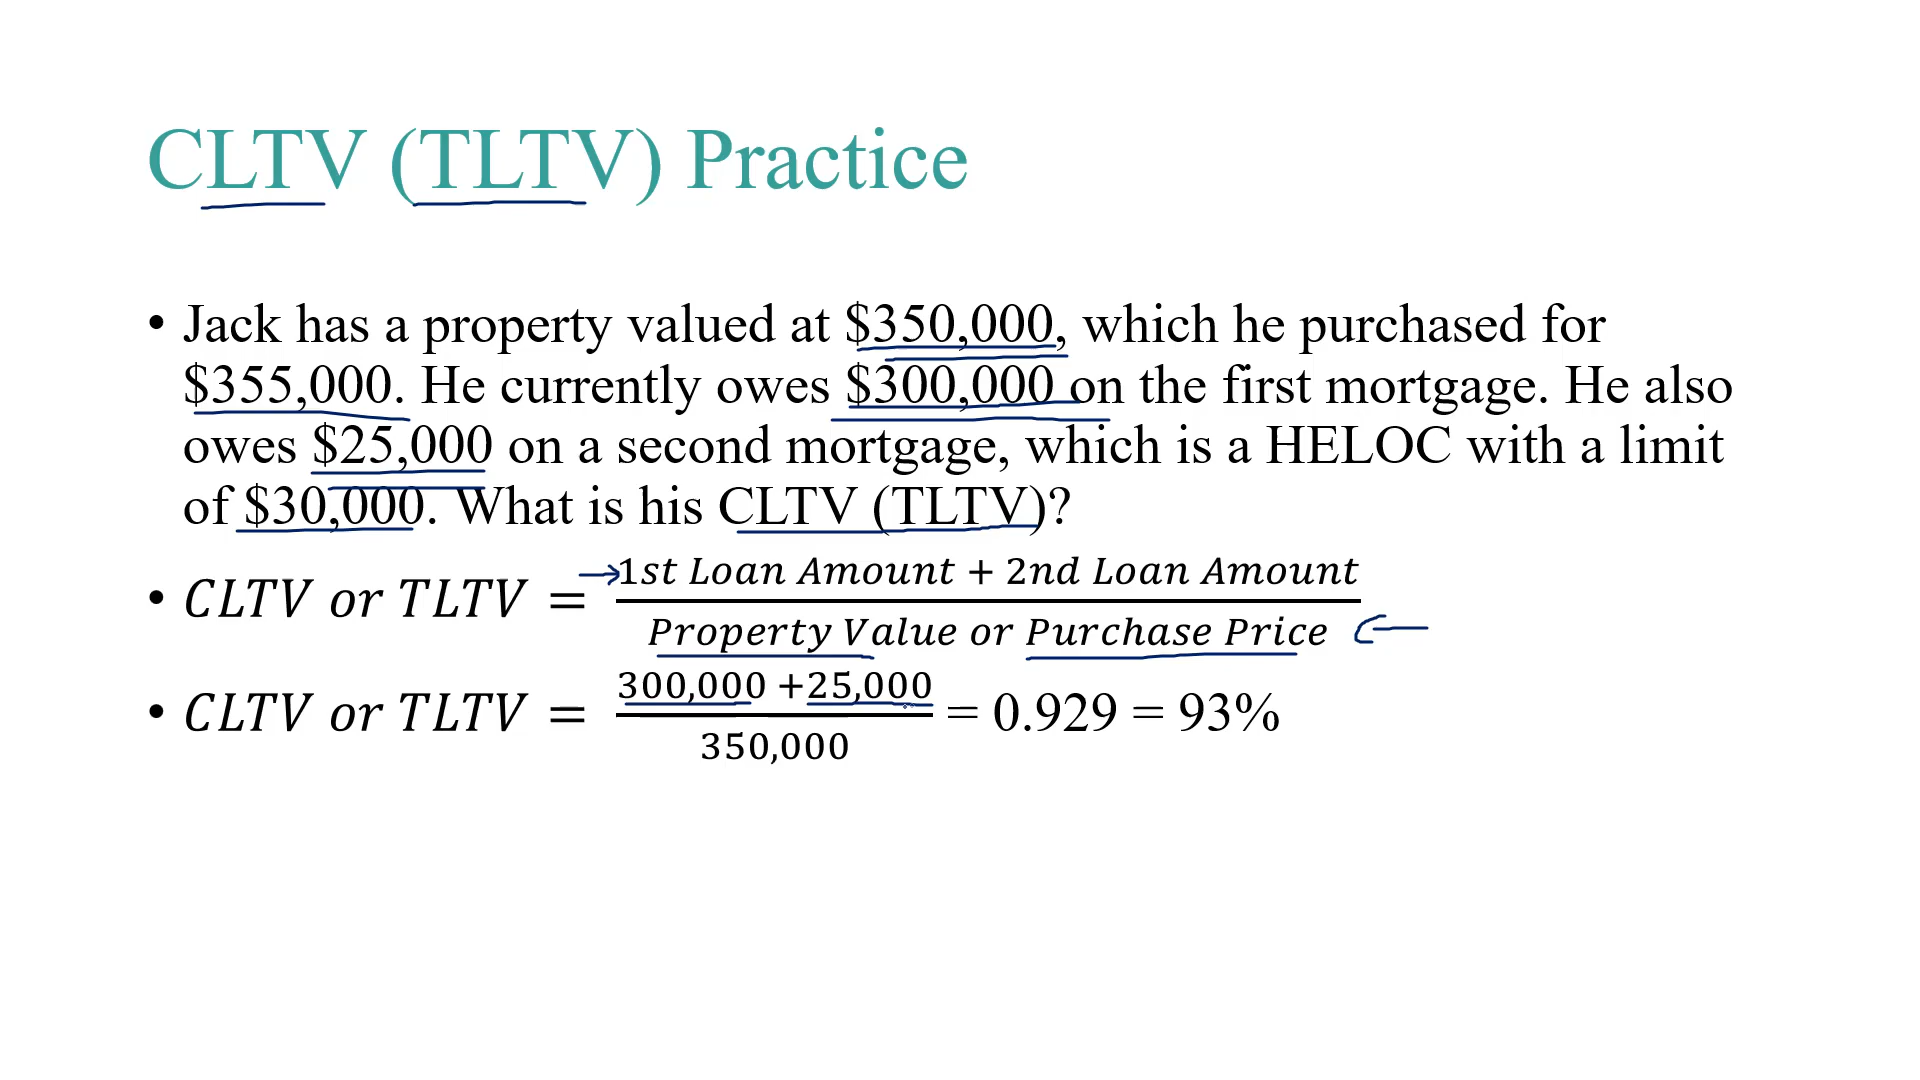 CLTV (TLTV) Practice
• Jack has a property valued at $350,000, which he purchased for
$355,000. He currently owes $300,000 on the first mortgage. He also
owes $25,000 on a second mortgage, which is a HELOC with a limit
of $30,000. What is his CLTV (TLTV)?
• CLTV or TLTV = 1st Loan Amount + 2nd Loan Amount
Property Value or Purchase Price
• CLTV or TLTV = 300,000 +25,000 = 0.929 = 93%
350,000